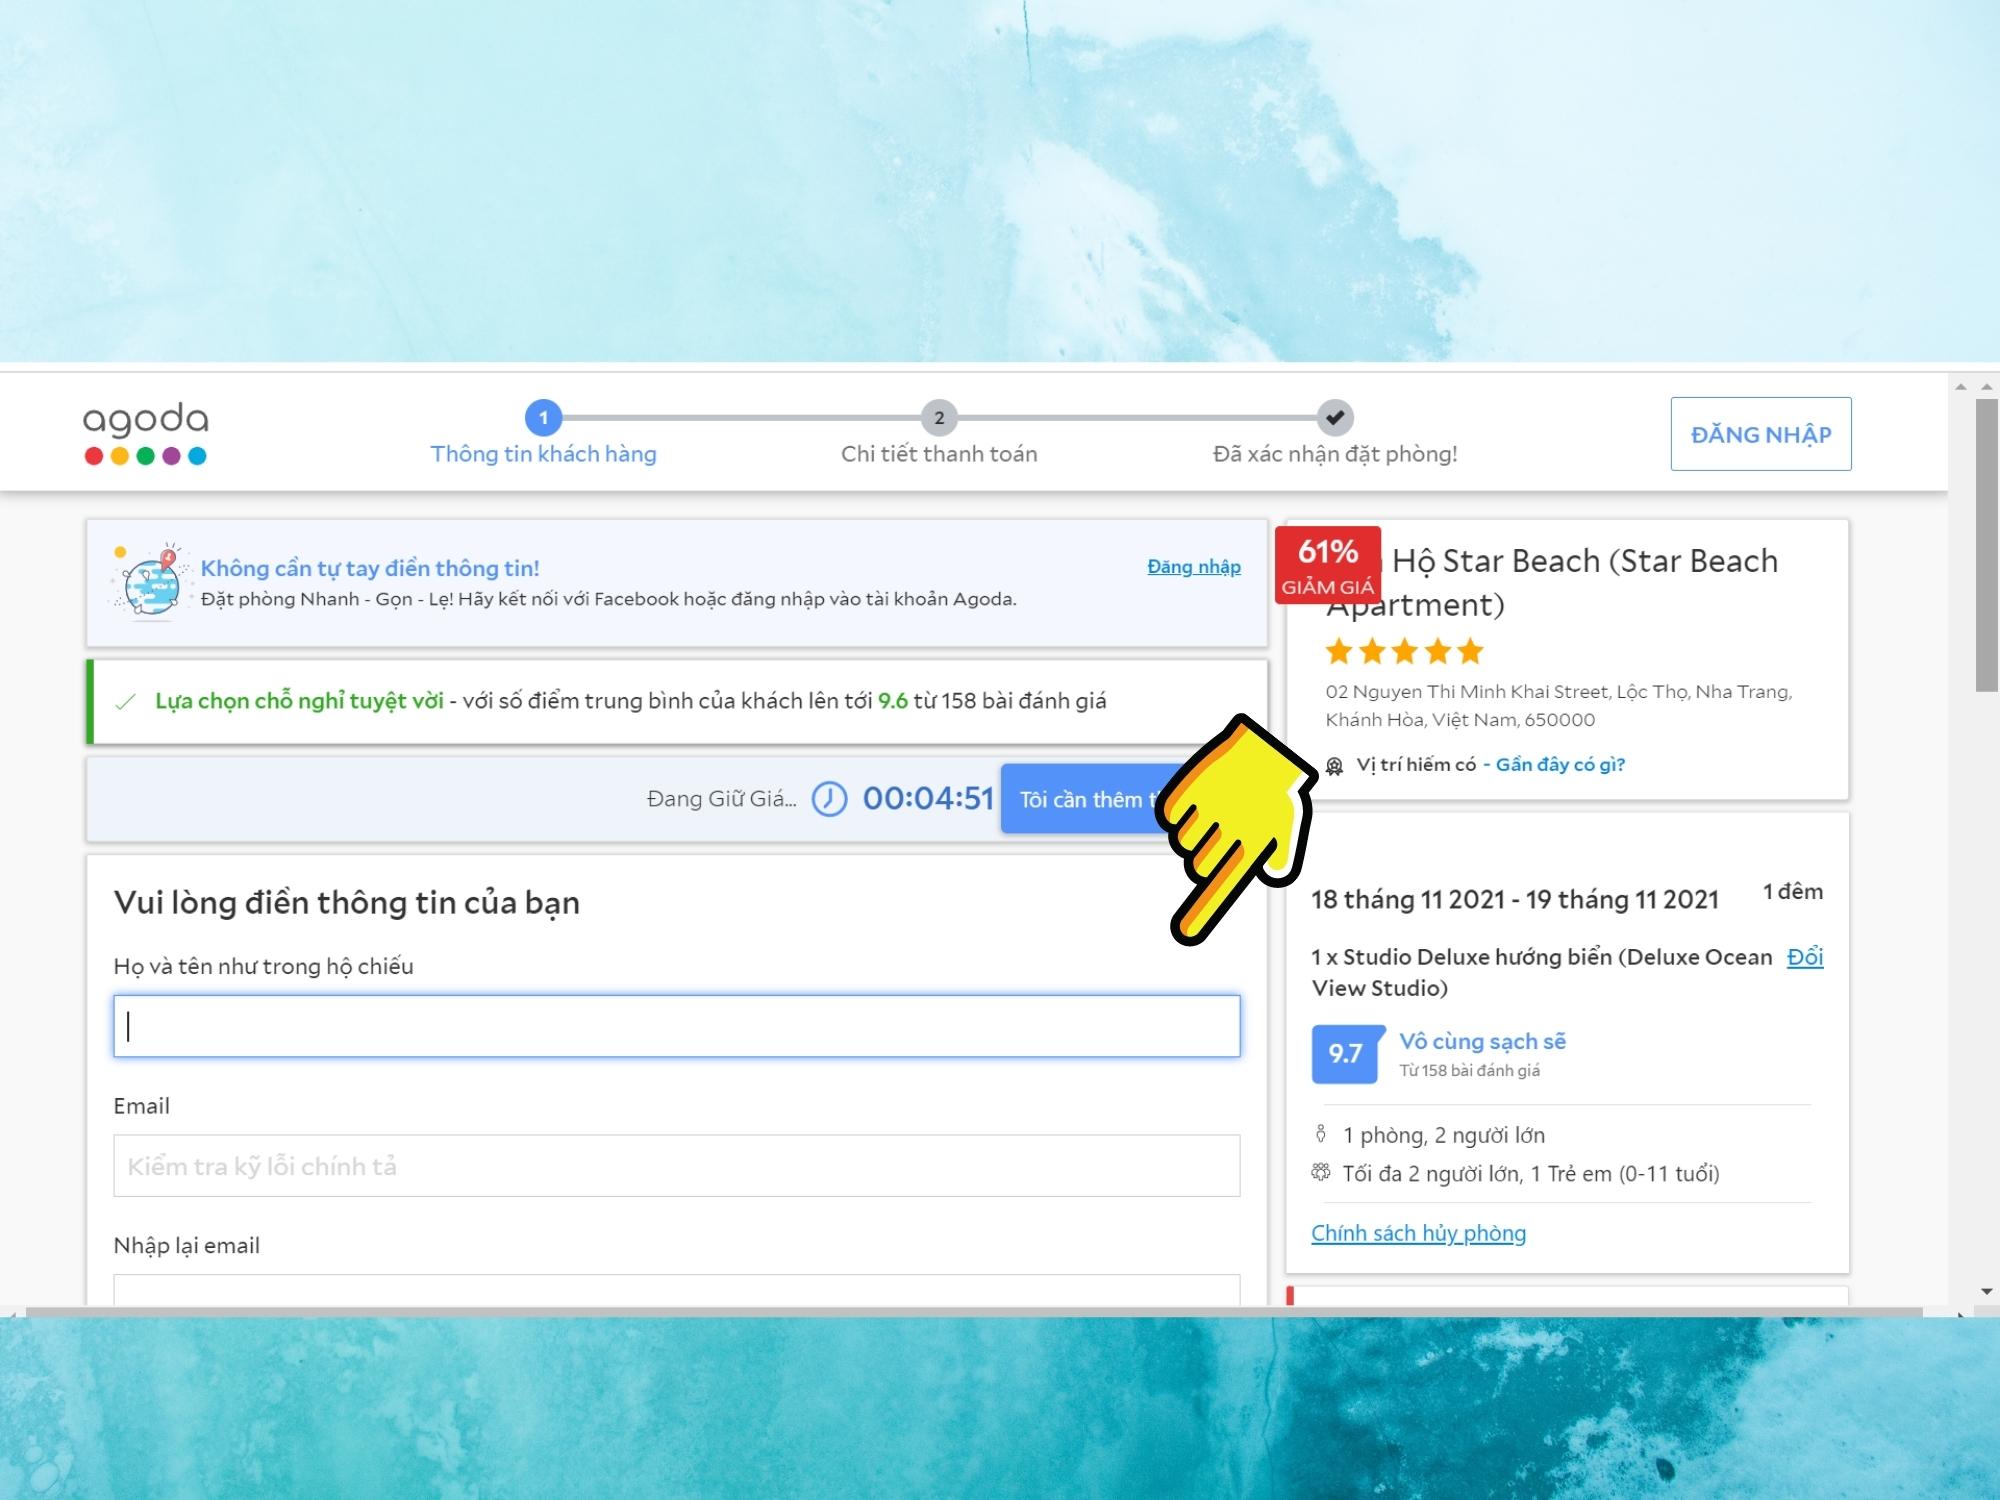 agoda
1
2
Thông tin khách hàng
Chi tiết thanh toán
Đã xác nhận đặt phòng!
ĐĂNG NHẬP
Không cần tự tay điền thông tin!
Đăng nhập
Đặt phòng Nhanh - Gọn - Lẹ! Hãy kết nối với Facebook hoặc đăng nhập vào tài khoản Agoda.
Lựa chọn chỗ nghỉ tuyệt vời - với số điểm trung bình của khách lên tới 9.6 từ 158 bài đánh giá
Đang Giữ Giá... 00:04:51
Tôi cần thêm
Vui lòng điền thông tin của bạn
Họ và tên như trong hộ chiếu
Email
Kiểm tra kỹ lỗi chính tả
Nhập lại email
61%
GIẢM GIÁ
Hộ Star Beach (Star Beach
Apartment)
02 Nguyen Thi Minh Khai Street, Lộc Thọ, Nha Trang,
Khánh Hòa, Việt Nam, 650000
Vị trí hiếm có - Gần đây có gì?
18 tháng 11 2021 - 19 tháng 11 2021
1 đêm
1 x Studio Deluxe hướng biển (Deluxe Ocean
Đổi
View Studio)
9.7
Vô cùng sạch sẽ
Từ 158 bài đánh giá
1 phòng, 2 người lớn
Tối đa 2 người lớn, 1 Trẻ em (0-11 tuổi)
Chính sách hủy phòng